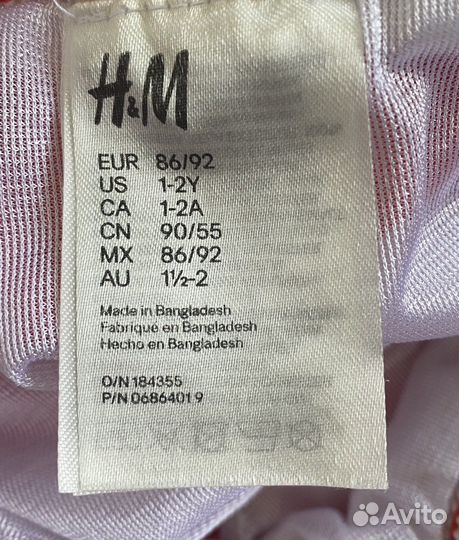 H&M
EUR 86/92
US 1-2Y
CA 1-2A
CN 90/55
MX 86/92
AU 1½-2
Made in Bangladesh
Fabriqué en Bangladesh
Hecho en Bangladesh
O/N 184355
P/N 06864019
Avito